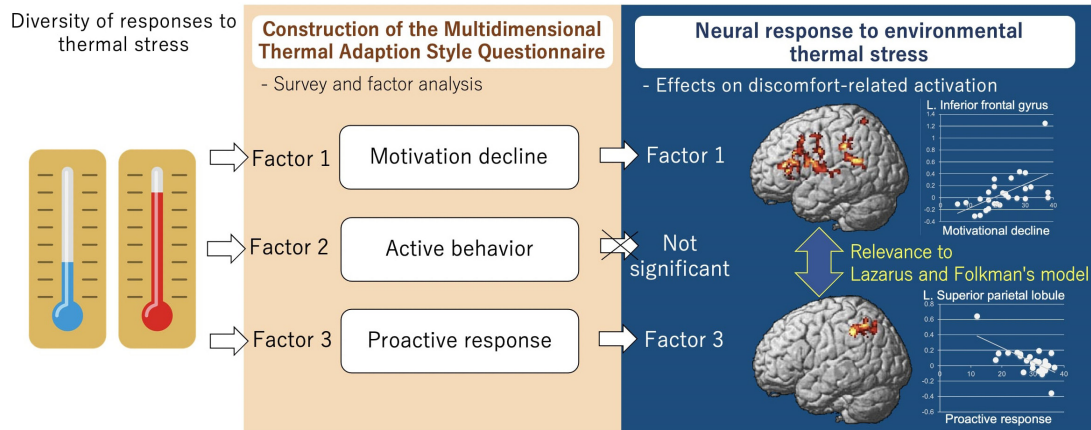 Diversity of responses to
thermal stress
Construction of the Multidimensional
Thermal Adaption Style Questionnaire
- Survey and factor analysis
Factor 1
Motivation decline
Factor 2
Active behavior
Factor 3
Proactive response
Neural response to environmental
thermal stress
- Effects on discomfort-related activation
Factor 1
L. Inferior frontal gyrus
1.4
1.2
1
0.8
0.6
0.4
0.2
0
-0.2
-0.4
0 10 20 30 40
Motivational decline
Not
significant
Relevance to
Lazarus and Folkman's model
Factor 3
L. Superior parietal lobule
0.8
0.6
0.4
0.2
0
-0.2
-0.4
-0.6
0 10 20 30 40
Proactive response